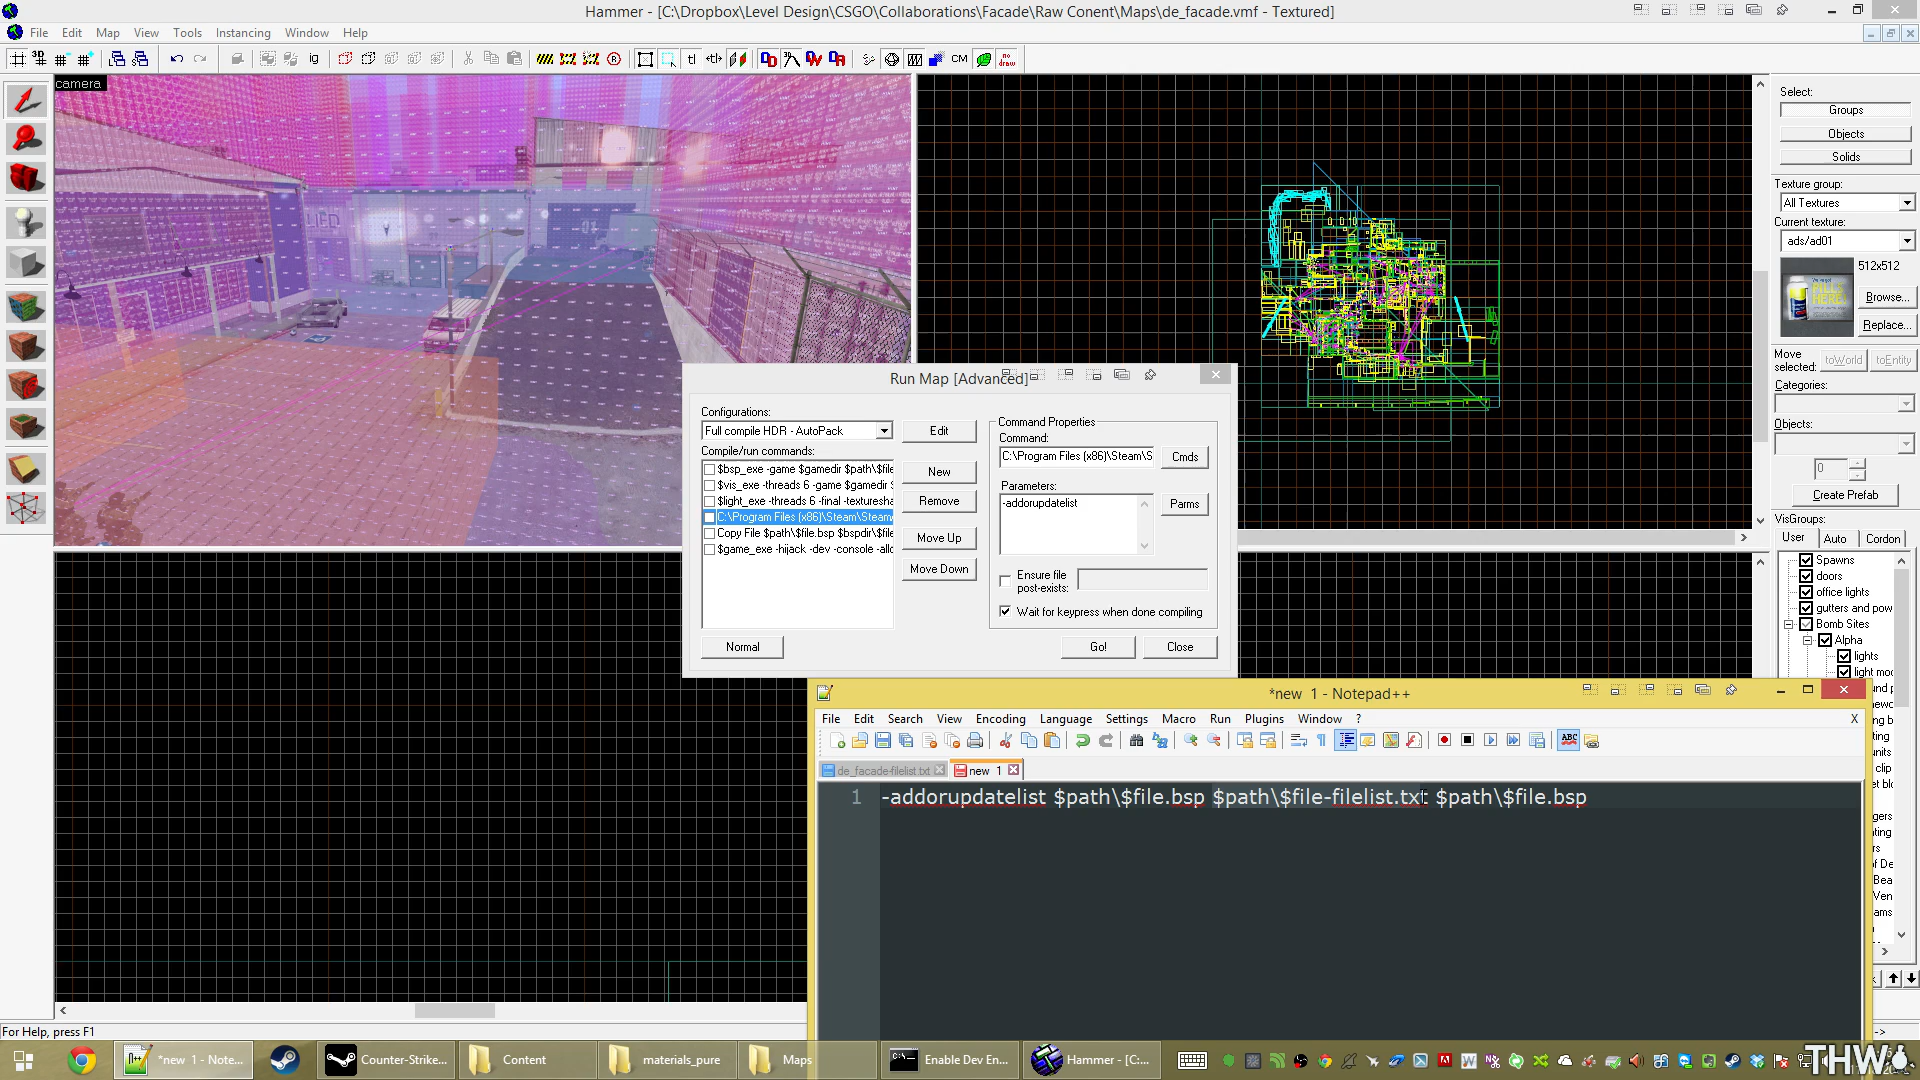 Hammer - [C:\Dropbox\Level Design\CSGO\Collaborations\Facade\Raw Conent\Maps\de_facade.vmf - Textured]
File Edit Map View Tools Instancing Window Help
camera
Select:
Groups
Objects
Solids
Texture group:
All Textures
Current texture:
ads/ad01
512x512
Browse...
Replace...
Move selected:
toWorld
toEntity
Categories:
Objects:
0
Create Prefab
VisGroups:
User Auto Cordon
Spawns
doors
office lights
gutters and pow
Bomb Sites
Alpha
lights
light mod
Run Map [Advanced]
Configurations:
Full compile HDR - AutoPack
Edit
Compile/run commands:
$bsp_exe -game $gamedir $path\$file
$vis_exe -threads 6 -game $gamedir $
$light_exe -threads 6 -final -texturesha
C:\Program Files (x86)\Steam\Steam
Copy File $path\$file.bsp $bspdir\$file
$game_exe -hijack -dev -console -allo
New
Remove
Move Up
Move Down
Command Properties
Command:
C:\Program Files (x86)\Steam\S
Cmds
Parameters:
-addorupdatelist
Parms
Ensure file post-exists:
Wait for keypress when done compiling
Normal
Go!
Close
*new 1 - Notepad++
File Edit Search View Encoding Language Settings Macro Run Plugins Window ?
X
de_facade-filelist.txt
new 1
1 -addorupdatelist $path\$file.bsp $path\$file-filelist.txt $path\$file.bsp
For Help, press F1
*new 1 - Note...
Counter-Strike...
Content
materials_pure
Maps
Enable Dev En...
Hammer - [C:...
THW